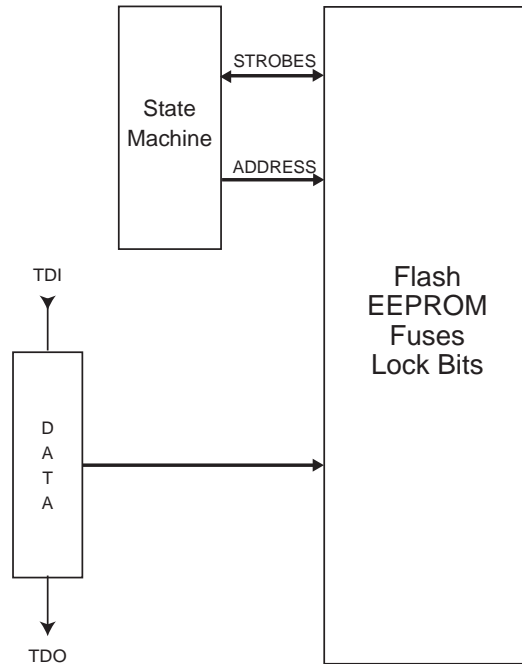 STROBES
State
Machine
ADDRESS
Flash
EEPROM
Fuses
Lock Bits
TDI
D
A
T
A
TDO